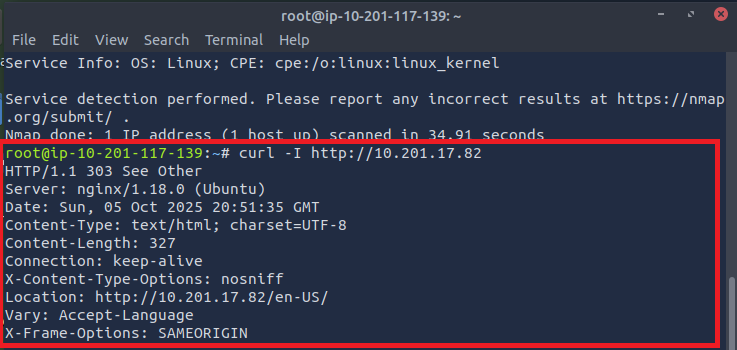 root@ip-10-201-117-139: ~
File Edit View Search Terminal Help
Service Info: OS: Linux; CPE: cpe:/o:linux:linux_kernel
Service detection performed. Please report any incorrect results at https://nmap
.org/submit/ .
Nmap done: 1 IP address (1 host up) scanned in 34.91 seconds
root@ip-10-201-117-139:~# curl -I http://10.201.17.82
HTTP/1.1 303 See Other
Server: nginx/1.18.0 (Ubuntu)
Date: Sun, 05 Oct 2025 20:51:35 GMT
Content-Type: text/html; charset=UTF-8
Content-Length: 327
Connection: keep-alive
X-Content-Type-Options: nosniff
Location: http://10.201.17.82/en-US/
Vary: Accept-Language
X-Frame-Options: SAMEORIGIN